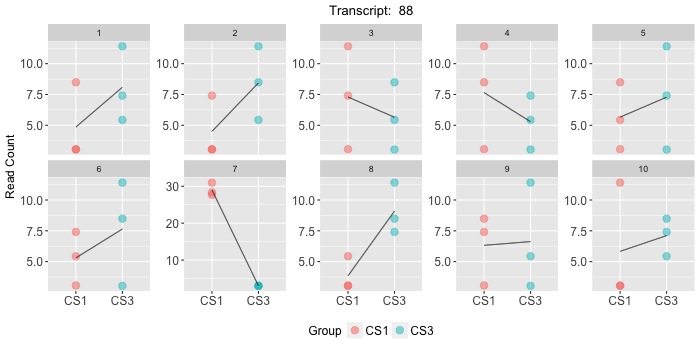 Transcript: 88
1 2 3 4 5
10.0 10.0 10.0 10.0 10.0
7.5 7.5 7.5 7.5 7.5
5.0 5.0 5.0 5.0 5.0
Read Count
6 7 8 9 10
10.0 30 10.0 10.0 10.0
7.5 20 7.5 7.5 7.5
5.0 10 5.0 5.0 5.0
CS1 CS3 CS1 CS3 CS1 CS3 CS1 CS3 CS1 CS3
Group CS1 CS3